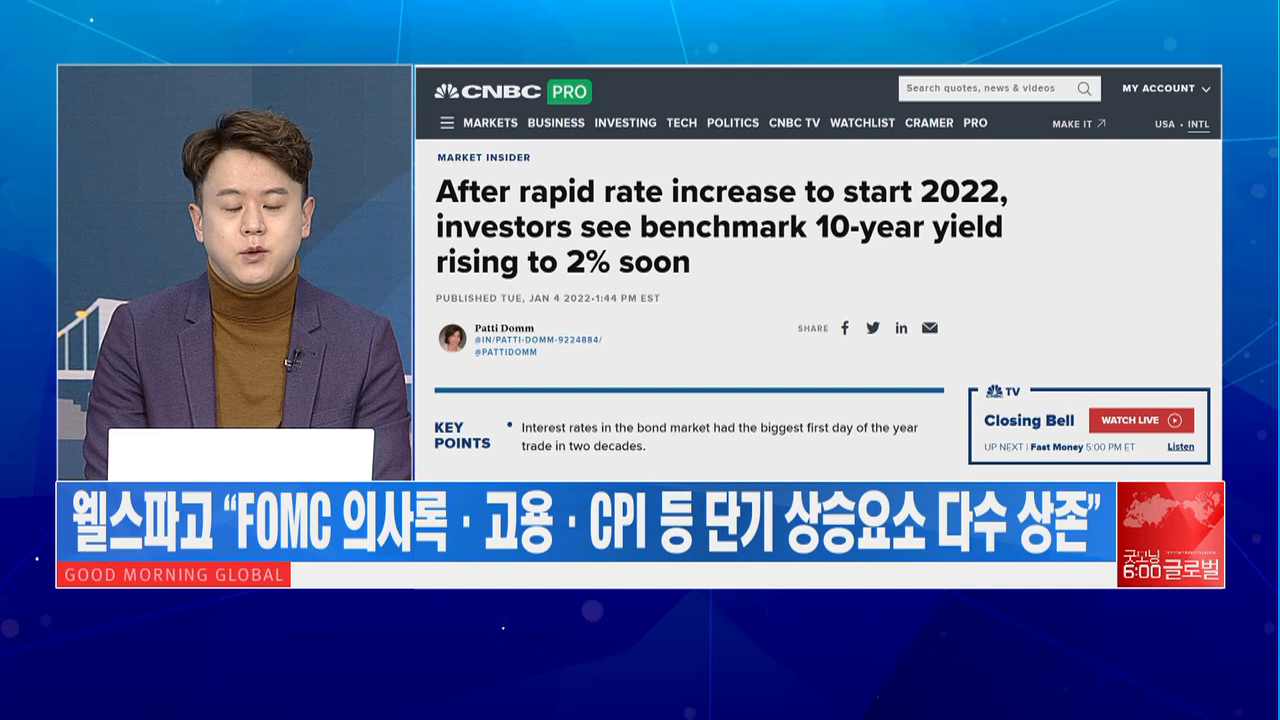 CNBC PRO
Search quotes, news & videos
MY ACCOUNT
MARKETS BUSINESS INVESTING TECH POLITICS CNBC TV WATCHLIST CRAMER PRO
MAKE IT
USA • INTL
MARKET INSIDER
After rapid rate increase to start 2022,
investors see benchmark 10-year yield
rising to 2% soon
PUBLISHED TUE, JAN 4 2022•1:44 PM EST
Patti Domm
@IN/PATTI-DOMM-9224884/
@PATTIDOMM
SHARE
KEY
POINTS
• Interest rates in the bond market had the biggest first day of the year
trade in two decades.
CNBC TV
Closing Bell
WATCH LIVE
UP NEXT | Fast Money 5:00 PM ET
Listen
웰스파고 “FOMC 의사록 · 고용 · CPI 등 단기 상승요소 다수 상존”
GOOD MORNING GLOBAL
굿모닝
6:00 글로벌